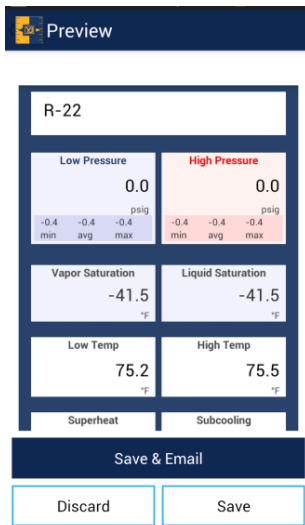 Preview
R-22
Low Pressure High Pressure
0.0 0.0
psig psig
-0.4 -0.4 -0.4 -0.4 -0.4 -0.4
min avg max min avg max
Vapor Saturation Liquid Saturation
-41.5 -41.5
°F °F
Low Temp High Temp
75.2 75.5
°F °F
Superheat Subcooling
Save & Email
Discard Save